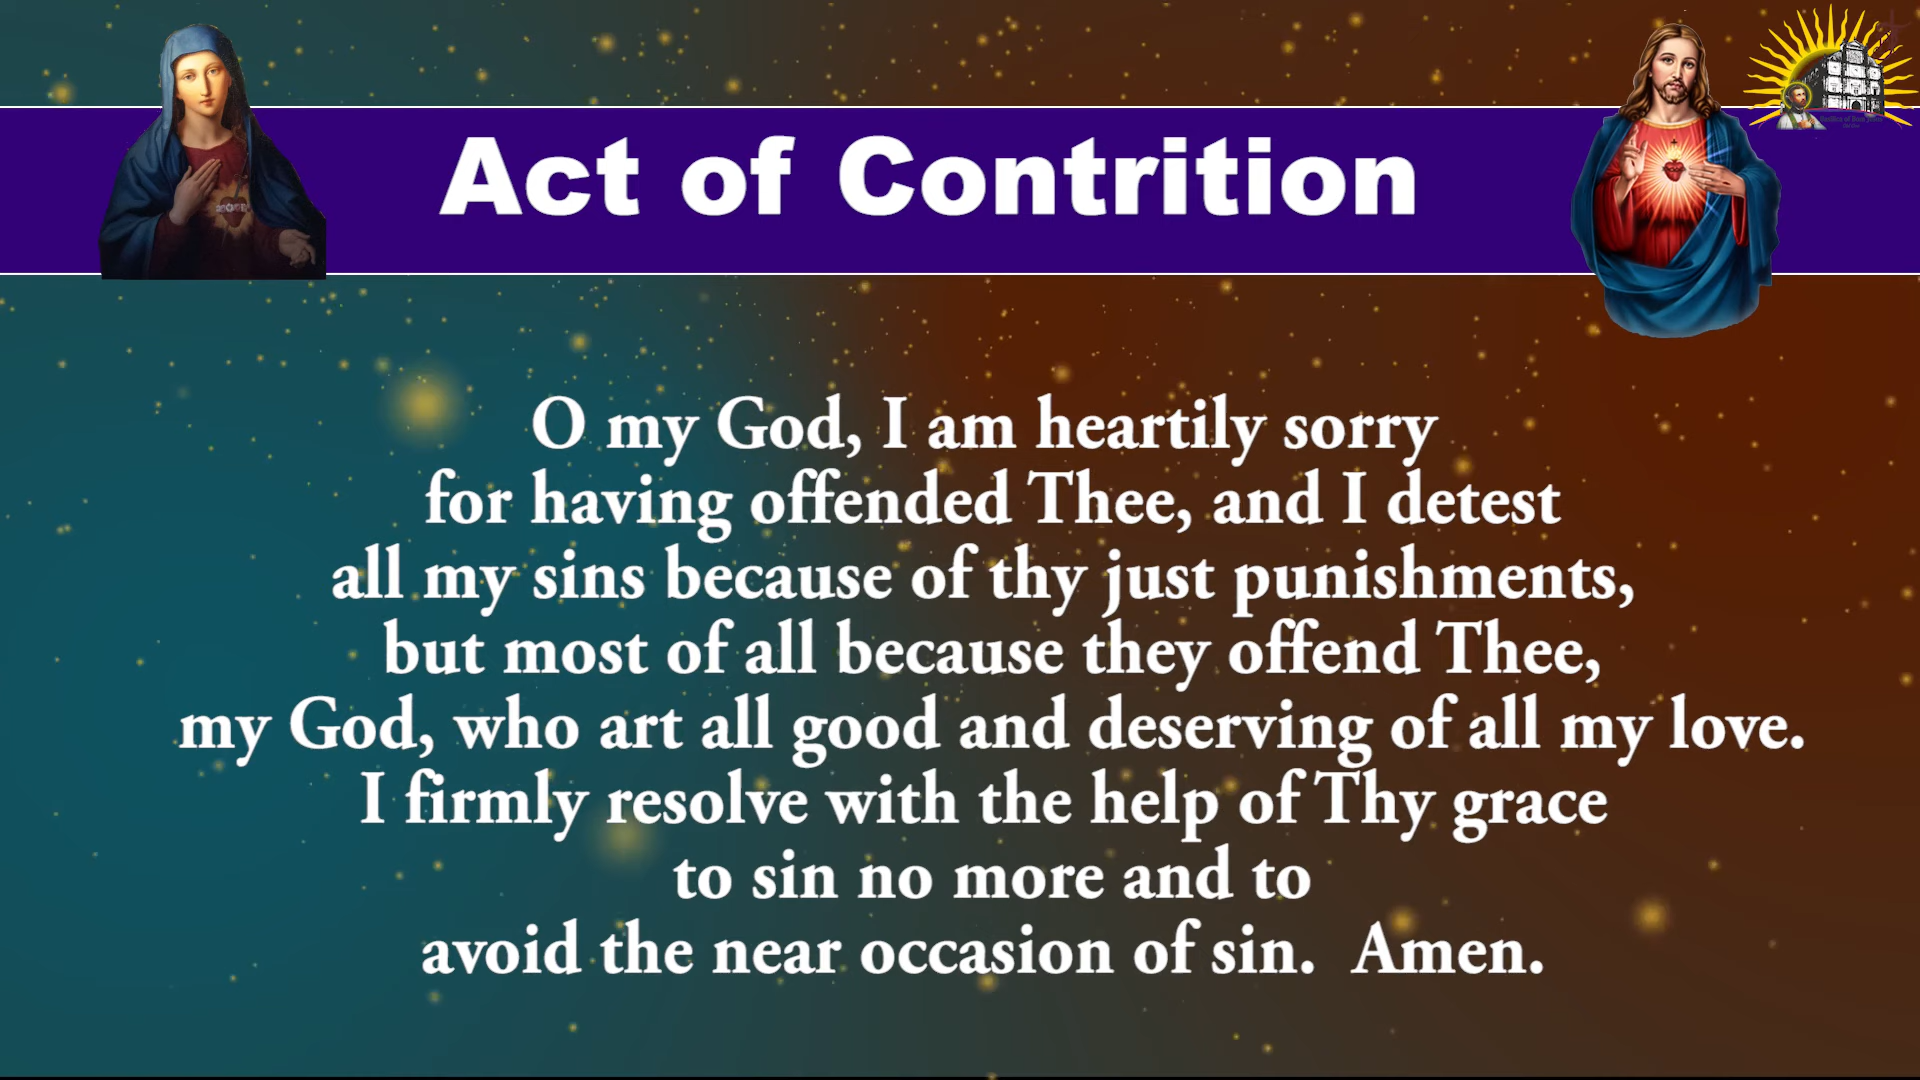 Act of Contrition
O my God, I am heartily sorry
for having offended Thee, and I detest
all my sins because of thy just punishments,
but most of all because they offend Thee,
my God, who art all good and deserving of all my love.
I firmly resolve with the help of Thy grace
to sin no more and to
avoid the near occasion of sin.  Amen.